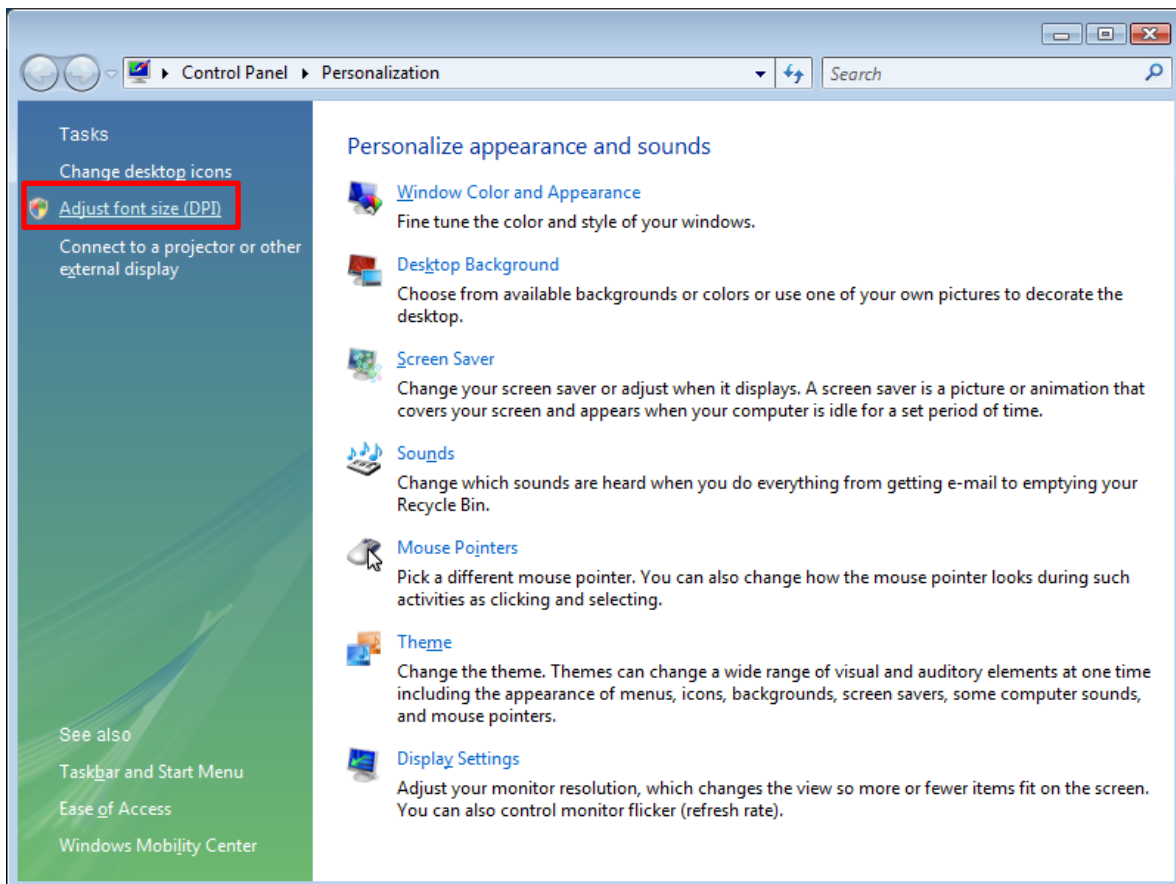 Control Panel Personalization
Search
Tasks
Change desktop icons
Adjust font size (DPI)
Connect to a projector or other
external display
See also
Taskbar and Start Menu
Ease of Access
Windows Mobility Center
Personalize appearance and sounds
Window Color and Appearance
Fine tune the color and style of your windows.
Desktop Background
Choose from available backgrounds or colors or use one of your own pictures to decorate the
desktop.
Screen Saver
Change your screen saver or adjust when it displays. A screen saver is a picture or animation that
covers your screen and appears when your computer is idle for a set period of time.
Sounds
Change which sounds are heard when you do everything from getting e-mail to emptying your
Recycle Bin.
Mouse Pointers
Pick a different mouse pointer. You can also change how the mouse pointer looks during such
activities as clicking and selecting.
Theme
Change the theme. Themes can change a wide range of visual and auditory elements at one time
including the appearance of menus, icons, backgrounds, screen savers, some computer sounds,
and mouse pointers.
Display Settings
Adjust your monitor resolution, which changes the view so more or fewer items fit on the screen.
You can also control monitor flicker (refresh rate).